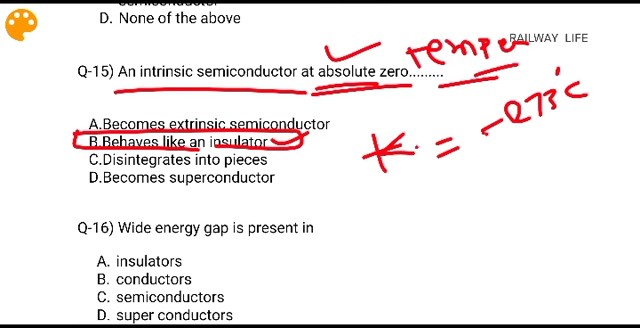 semiconductor
D. None of the above
RAILWAY LIFE
temper
Q-15) An intrinsic semiconductor at absolute zero.........
-273°C
A.Becomes extrinsic semiconductor
B.Behaves like an insulator
K =
C.Disintegrates into pieces
D.Becomes superconductor
Q-16) Wide energy gap is present in
A. insulators
B. conductors
C. semiconductors
D. super conductors